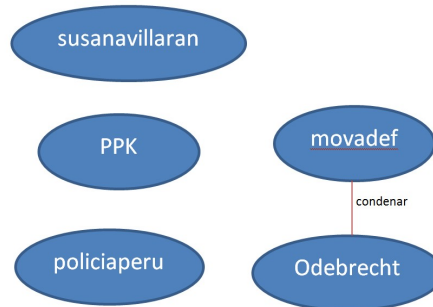 susanavillaran
PPK
movadef
condenar
policiaperu
Odebrecht